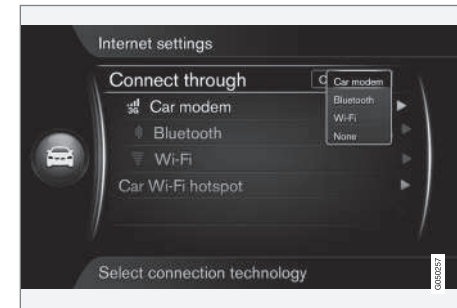 Internet settings
Connect through
Car modem
Bluetooth
Wi-Fi
None
3G Car modem
Bluetooth
Wi-Fi
Car Wi-Fi hotspot
Select connection technology
G050257